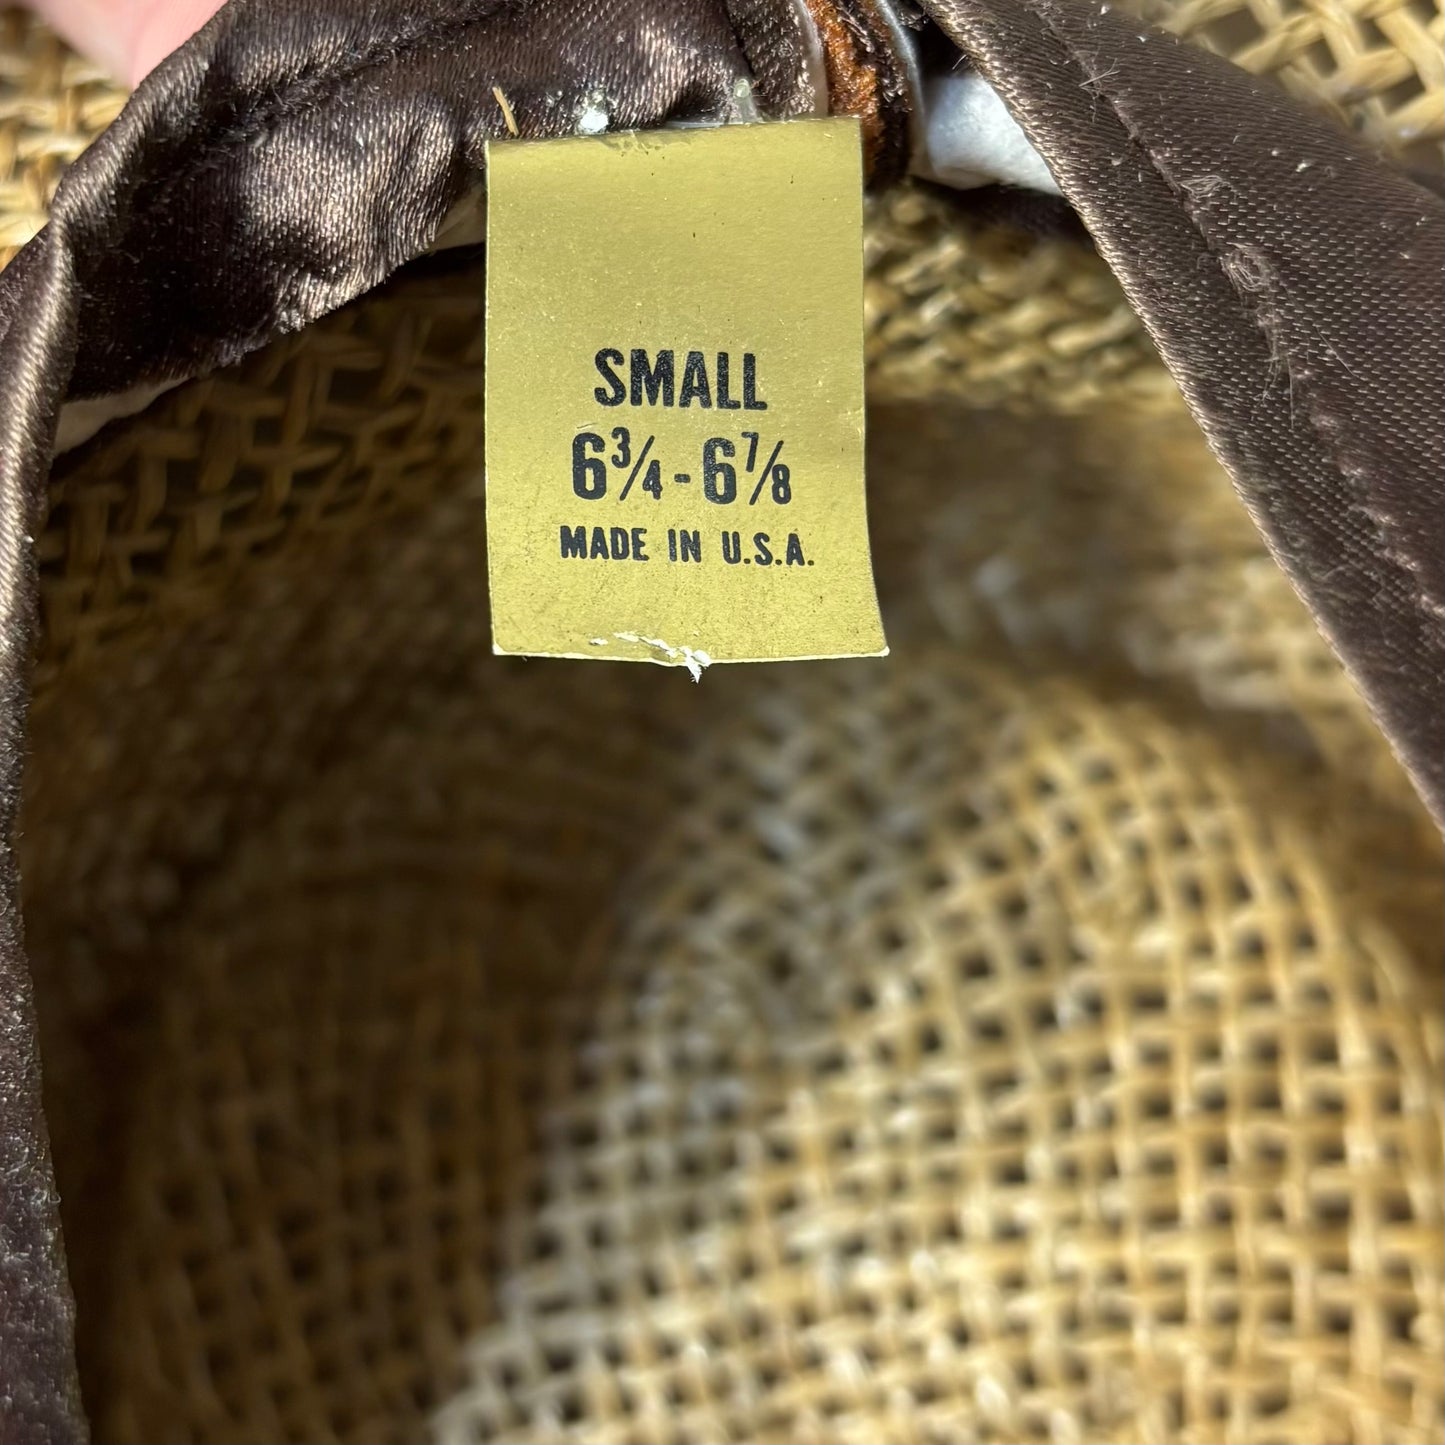 SMALL
6¾ - 6⅞
MADE IN U.S.A.